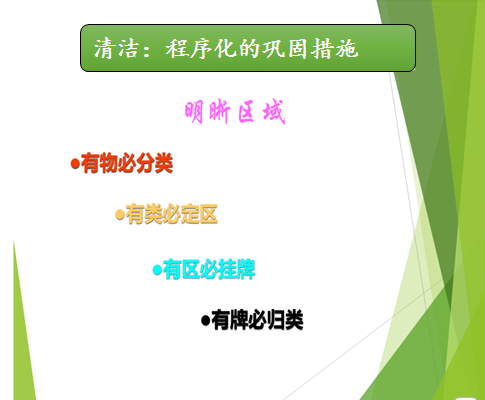 清洁：程序化的巩固措施
明晰区域
●有物必分类
●有类必定区
●有区必挂牌
●有牌必归类